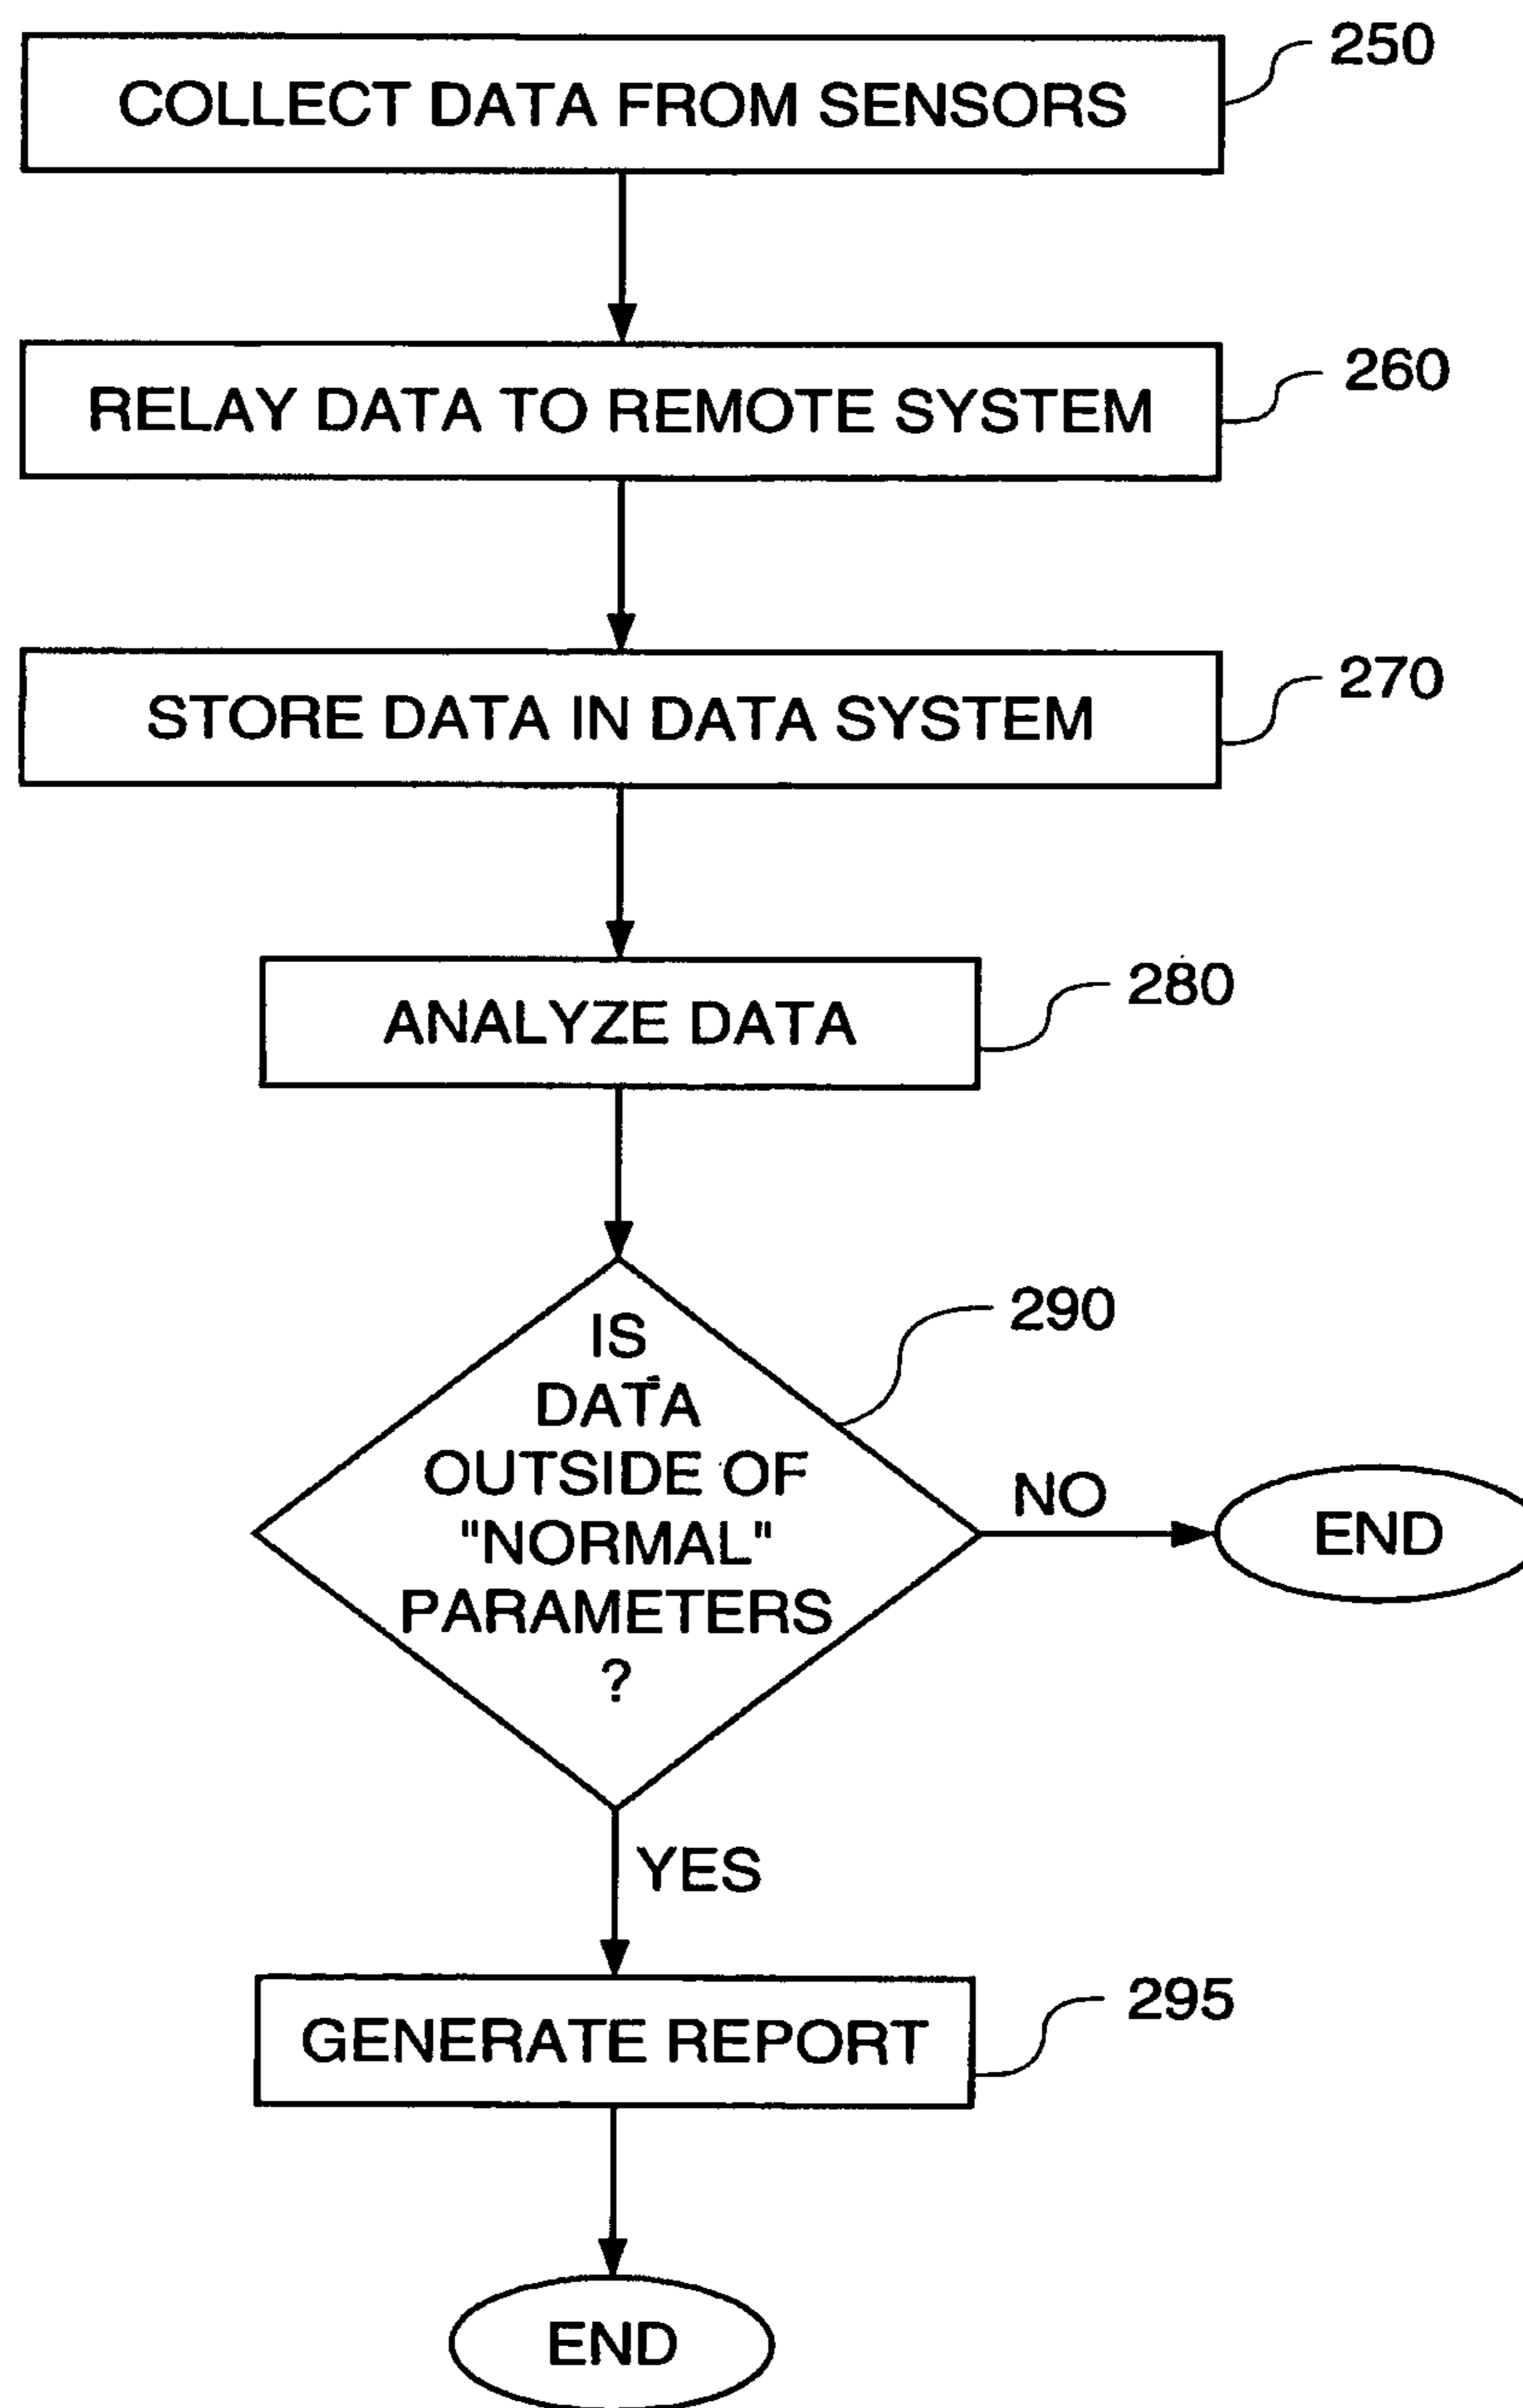 COLLECT DATA FROM SENSORS
250
RELAY DATA TO REMOTE SYSTEM
260
STORE DATA IN DATA SYSTEM
270
ANALYZE DATA
280
IS
DATA
OUTSIDE OF
"NORMAL"
PARAMETERS
?
290
NO
END
YES
GENERATE REPORT
295
END